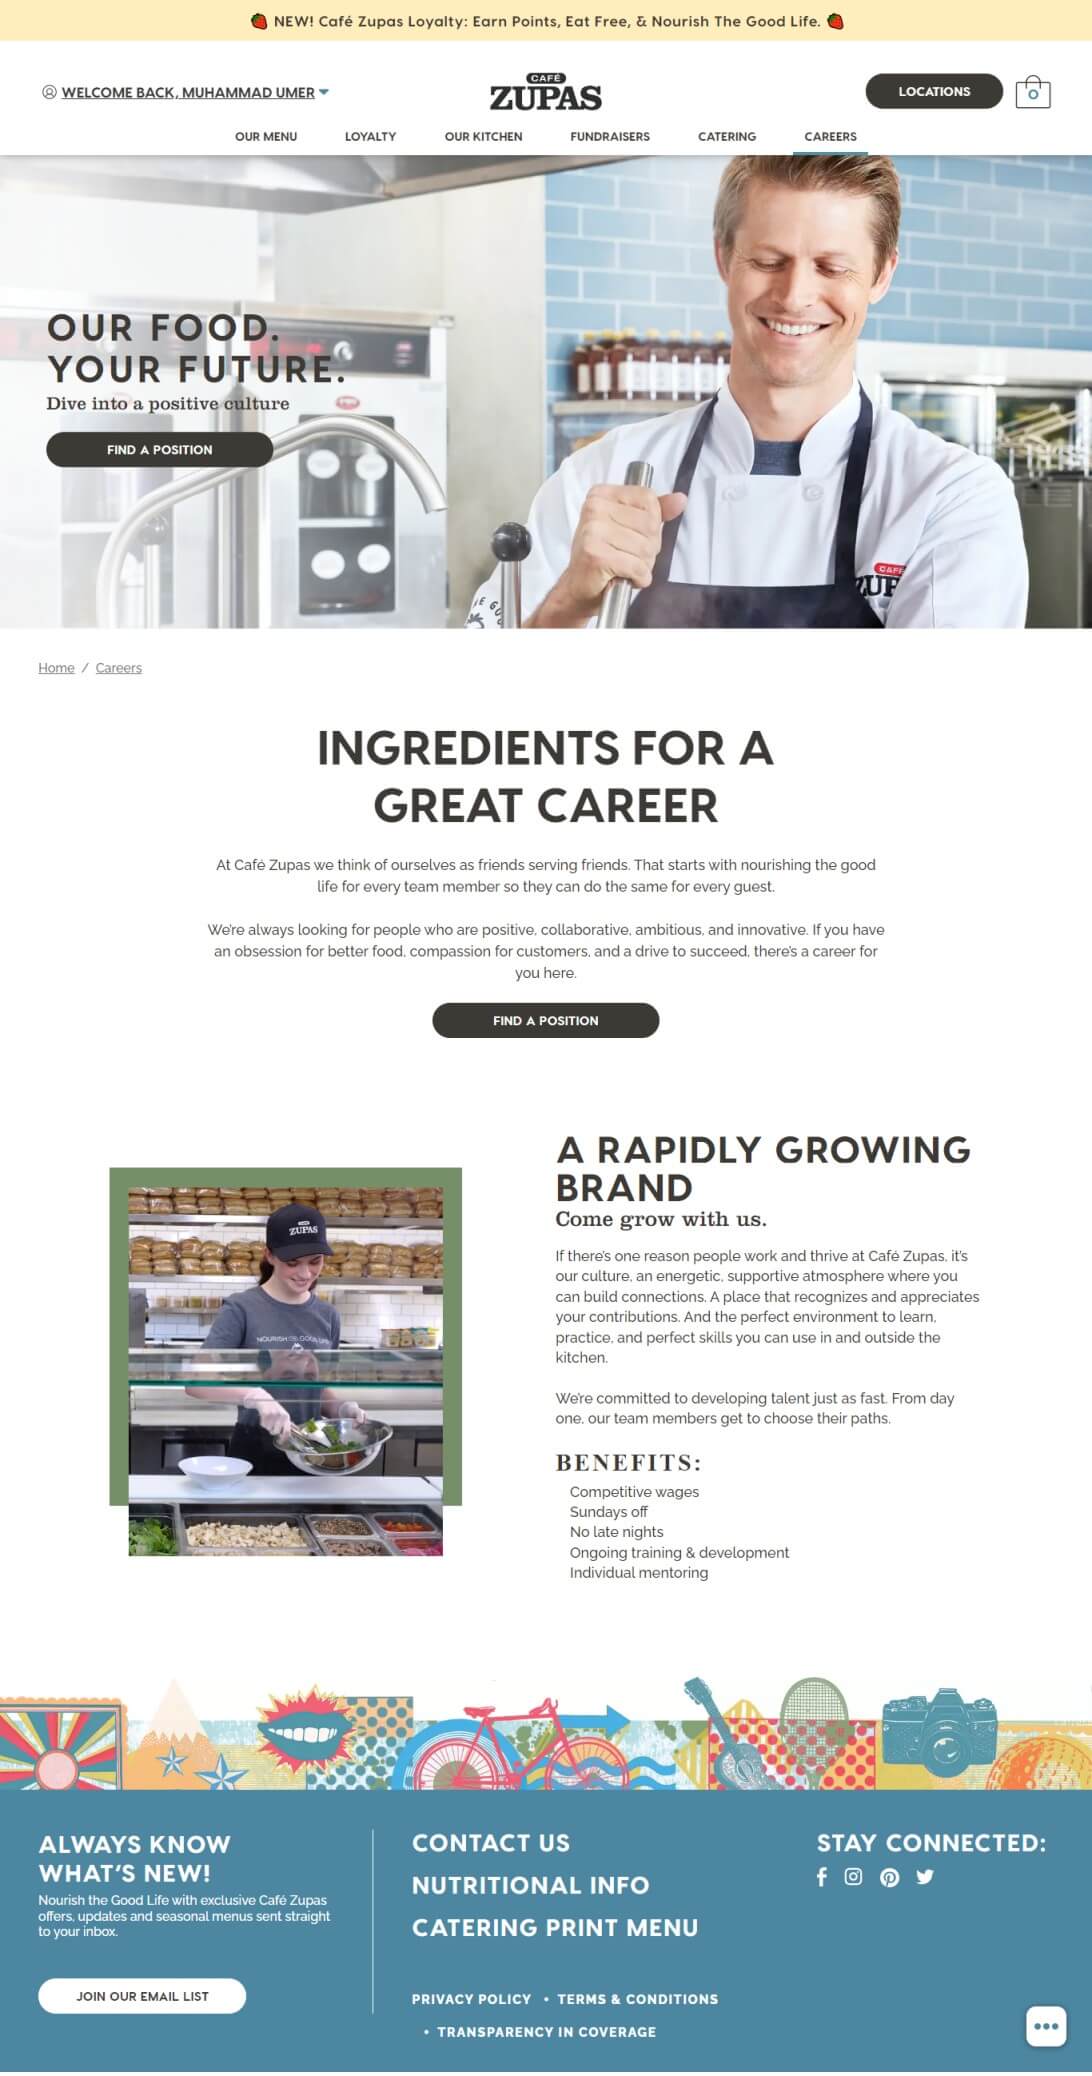 NEW! Café Zupas Loyalty: Earn Points, Eat Free, & Nourish The Good Life.
WELCOME BACK, MUHAMMAD UMER
CAFÉ
ZUPAS
LOCATIONS
0
OUR MENU
LOYALTY
OUR KITCHEN
FUNDRAISERS
CATERING
CAREERS
OUR FOOD.
YOUR FUTURE.
Dive into a positive culture
FIND A POSITION
CAFÉ
ZUP
Home / Careers
INGREDIENTS FOR A
GREAT CAREER
At Café Zupas we think of ourselves as friends serving friends. That starts with nourishing the good
life for every team member so they can do the same for every guest.
We're always looking for people who are positive, collaborative, ambitious, and innovative. If you have
an obsession for better food, compassion for customers, and a drive to succeed, there's a career for
you here.
FIND A POSITION
ZUPAS
NOURISH THE GOOD LIFE
A RAPIDLY GROWING
BRAND
Come grow with us.
If there's one reason people work and thrive at Café Zupas, it's
our culture, an energetic, supportive atmosphere where you
can build connections. A place that recognizes and appreciates
your contributions. And the perfect environment to learn,
practice, and perfect skills you can use in and outside the
kitchen.
We're committed to developing talent just as fast. From day
one, our team members get to choose their paths.
BENEFITS:
Competitive wages
Sundays off
No late nights
Ongoing training & development
Individual mentoring
ALWAYS KNOW
WHAT'S NEW!
Nourish the Good Life with exclusive Café Zupas
offers, updates and seasonal menus sent straight
to your inbox.
JOIN OUR EMAIL LIST
CONTACT US
NUTRITIONAL INFO
CATERING PRINT MENU
PRIVACY POLICY • TERMS & CONDITIONS
• TRANSPARENCY IN COVERAGE
STAY CONNECTED: